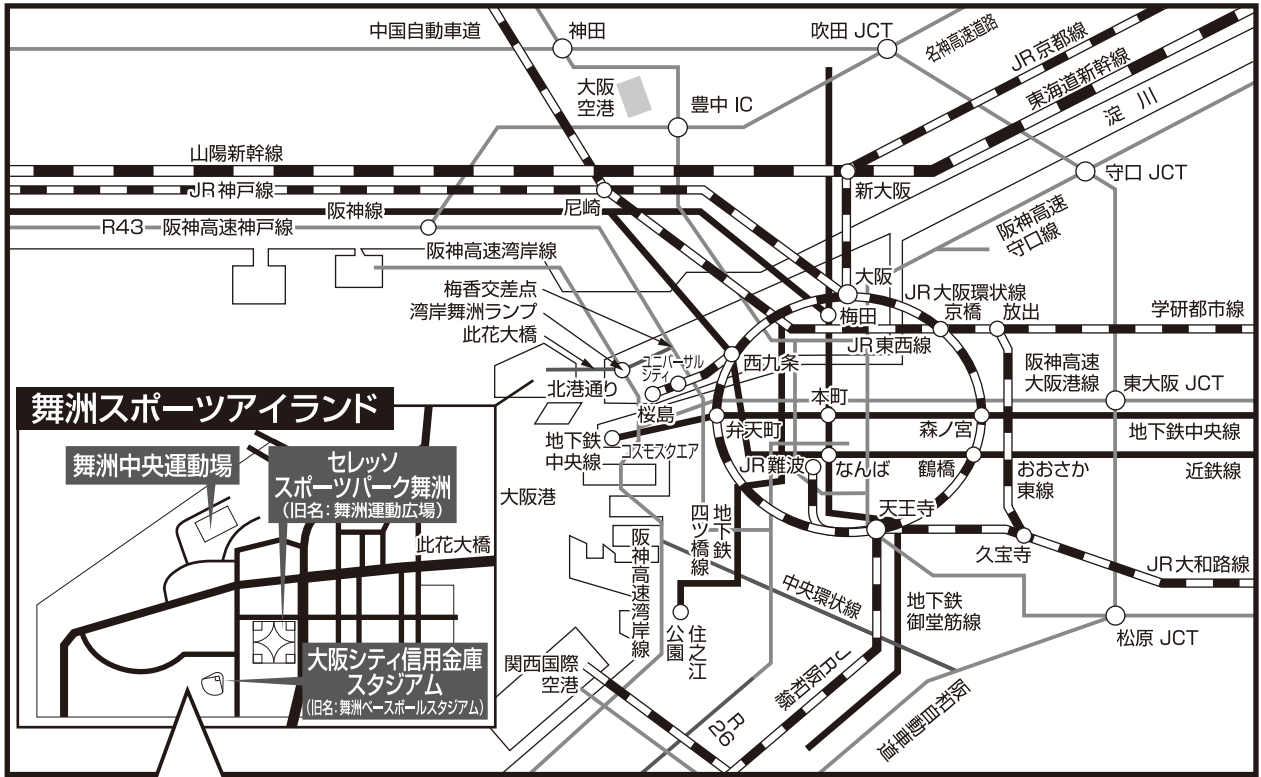 中国自動車道
神田
吹田 JCT
名神高速道路
JR京都線
東海道新幹線
淀川
大阪
空港
豊中 IC
山陽新幹線
新大阪
守口 JCT
JR神戸線
尼崎
阪神線
R43
阪神高速神戸線
阪神高速
守口線
阪神高速湾岸線
大阪
梅香交差点
JR大阪環状線
湾岸舞洲ランプ
梅田
京橋
放出
学研都市線
此花大橋
JR東西線
ユニバーサル
シティ
西九条
阪神高速
大阪港線
北港通り
東大阪 JCT
桜島
本町
弁天町
森ノ宮
地下鉄中央線
地下鉄
中央線
コスモスクエア
JR難波
なんば
鶴橋
おおさか
東線
近鉄線
大阪港
地下鉄
四ツ橋線
天王寺
久宝寺
JR大和路線
阪神高速湾岸線
中央環状線
地下鉄
御堂筋線
住之江
公園
松原 JCT
関西国際
空港
JR阪和線
R26
阪和自動車道
舞洲スポーツアイランド
舞洲中央運動場
セレッソ
スポーツパーク舞洲
(旧名：舞洲運動広場)
此花大橋
大阪シティ信用金庫
スタジアム
(旧名：舞洲ベースボールスタジアム)